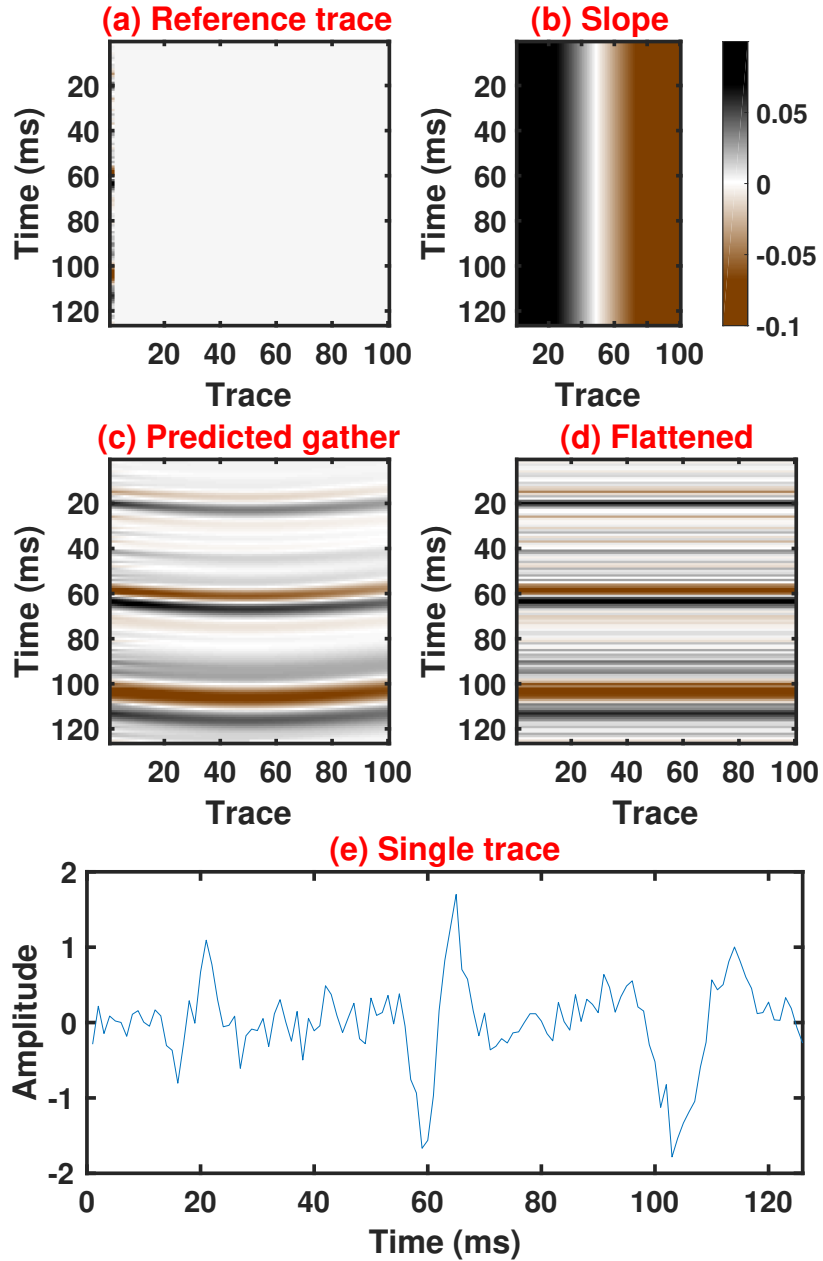 (a) Reference trace
Time (ms)
20
40
60
80
100
120
20 40 60 80 100
Trace
(b) Slope
Time (ms)
20
40
60
80
100
120
20 60 100
Trace
0.05
0
-0.05
-0.1
(c) Predicted gather
Time (ms)
20
40
60
80
100
120
20 40 60 80 100
Trace
(d) Flattened
Time (ms)
20
40
60
80
100
120
20 40 60 80 100
Trace
(e) Single trace
Amplitude
2
1
0
-1
-2
0 20 40 60 80 100 120
Time (ms)